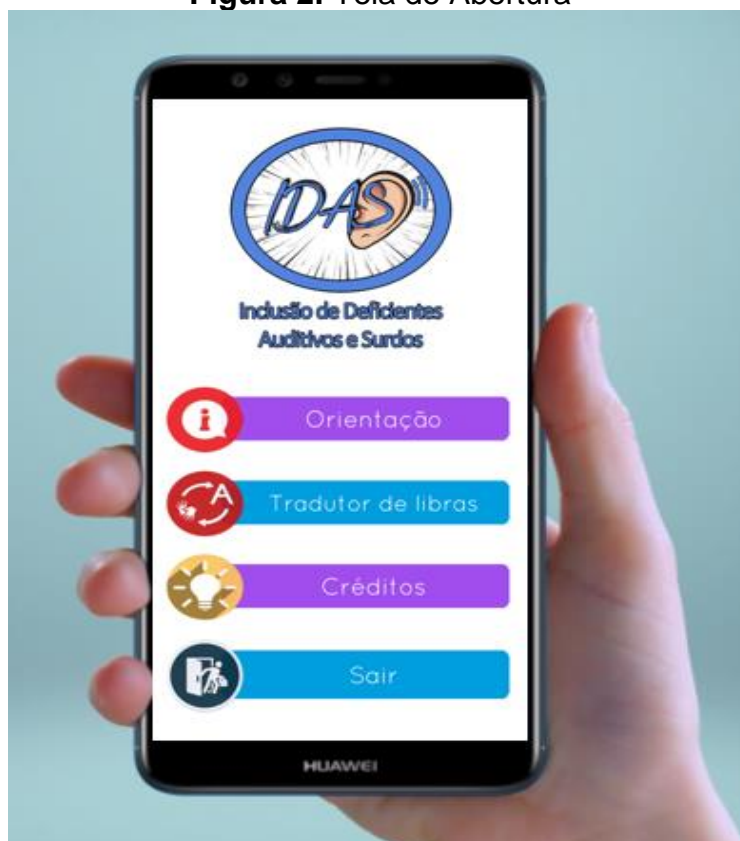 Figura 2. Tela de Abertura
IDAS
Inclusão de Deficientes
Auditivos e Surdos
Orientação
A
Tradutor de libras
Créditos
Sair
HUAWEI